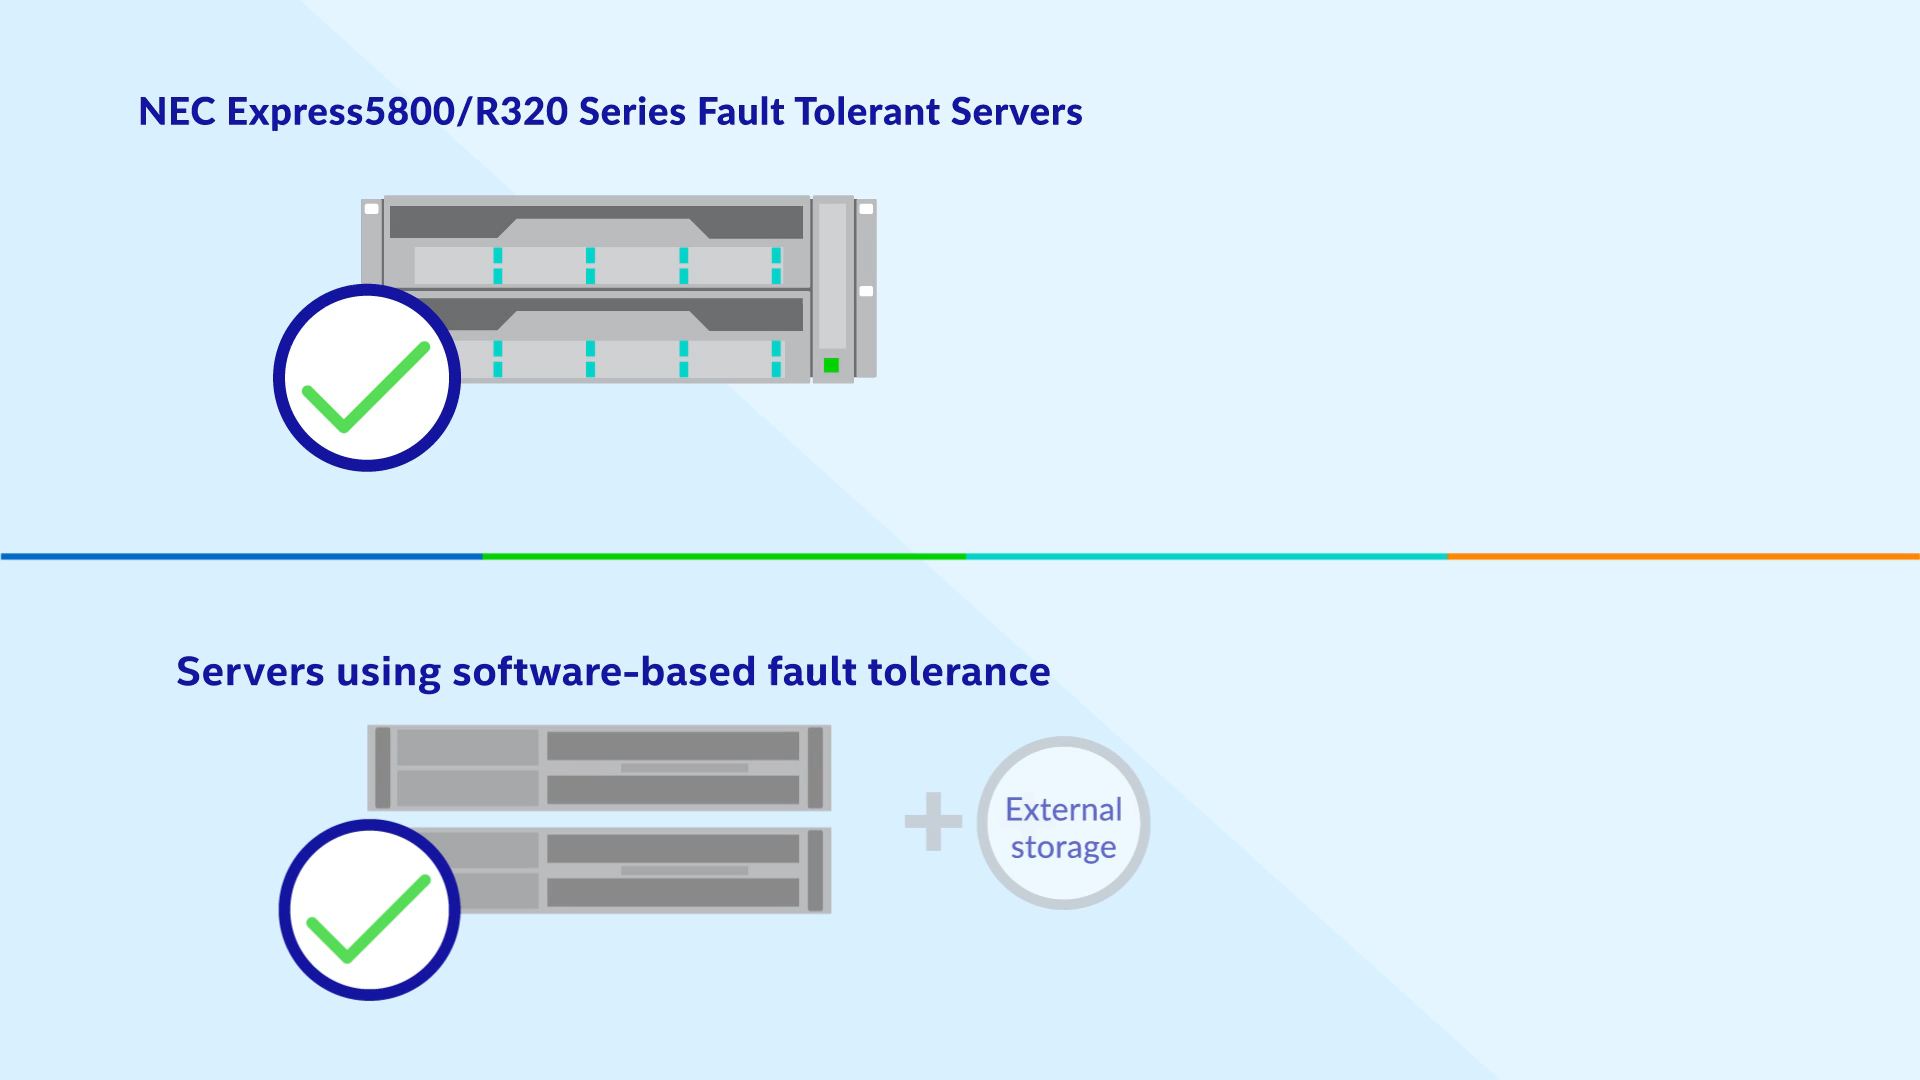 NEC Express5800/R320 Series Fault Tolerant Servers
Servers using software-based fault tolerance
External
storage